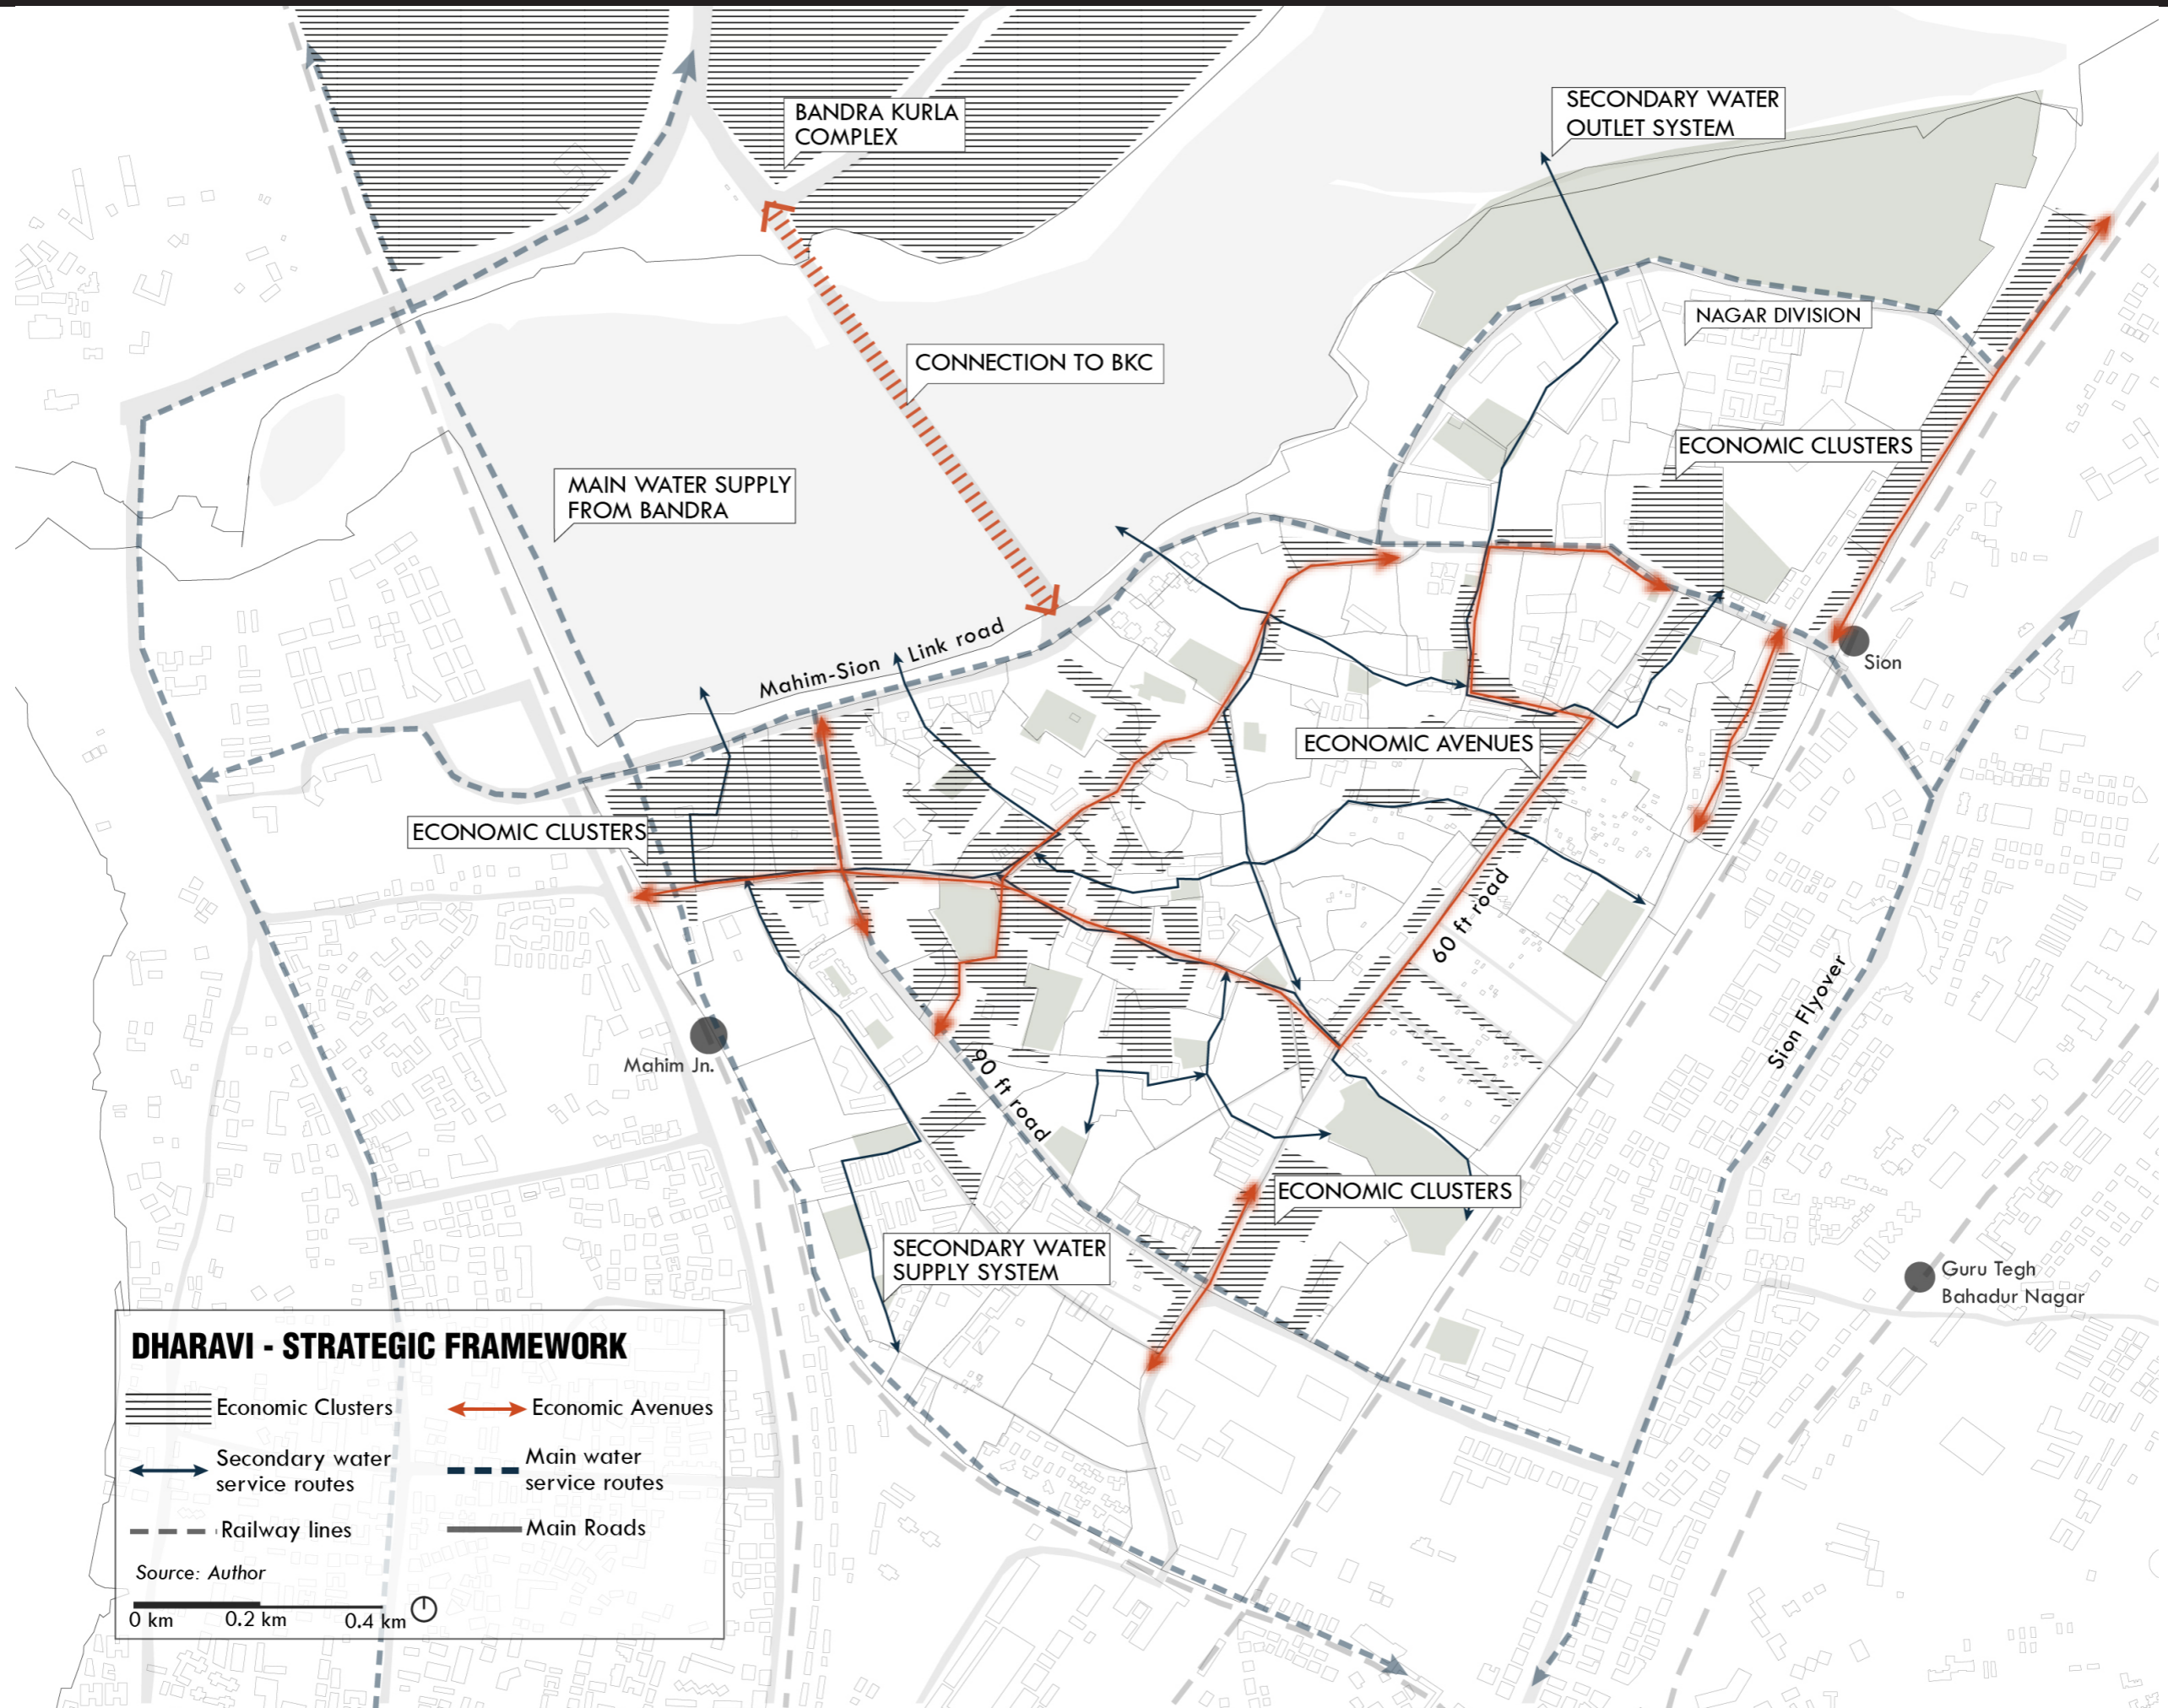 BANDRA KURLA
COMPLEX
SECONDARY WATER
OUTLET SYSTEM
NAGAR DIVISION
CONNECTION TO BKC
ECONOMIC CLUSTERS
MAIN WATER SUPPLY
FROM BANDRA
Mahim-Sion Link road
Sion
ECONOMIC AVENUES
ECONOMIC CLUSTERS
60 ft road
Sion Flyover
Mahim Jn.
90 ft road
ECONOMIC CLUSTERS
SECONDARY WATER
SUPPLY SYSTEM
Guru Tegh
Bahadur Nagar
DHARAVI - STRATEGIC FRAMEWORK
Economic Clusters
Economic Avenues
Secondary water
service routes
Main water
service routes
Railway lines
Main Roads
Source: Author
0 km 0.2 km 0.4 km